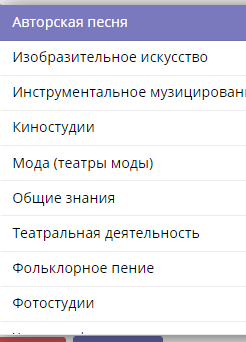 Авторская песня
Изобразительное искусство
Инструментальное музицирован
Киностудии
Мода (театры моды)
Общие знания
Театральная деятельность
Фольклорное пение
Фотостудии